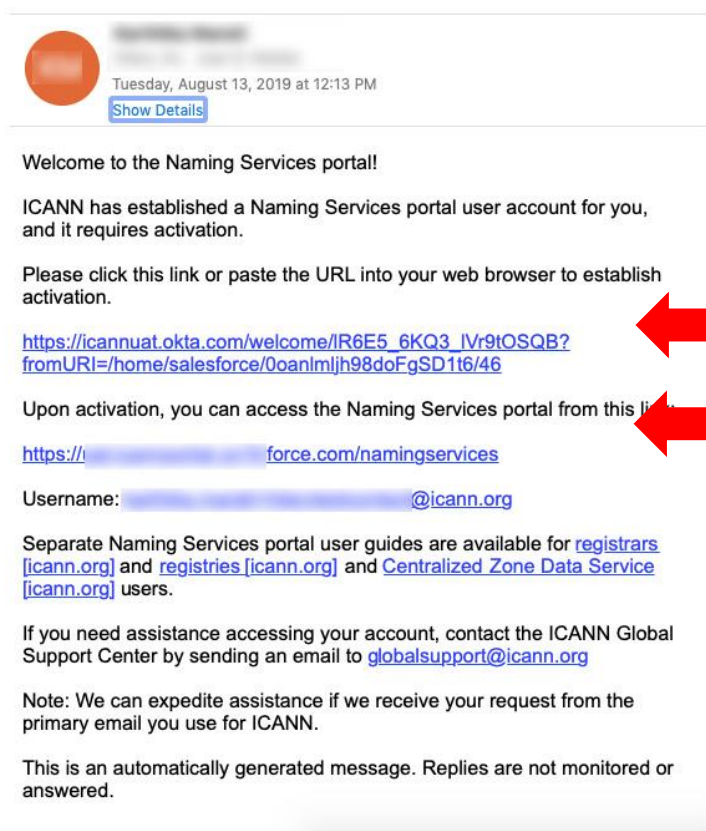 Tuesday, August 13, 2019 at 12:13 PM
Show Details
Welcome to the Naming Services portal!
ICANN has established a Naming Services portal user account for you,
and it requires activation.
Please click this link or paste the URL into your web browser to establish
activation.
https://icannuat.okta.com/welcome/lR6E5_6KQ3_lVr9tOSQB?
fromURI=/home/salesforce/0oanlmljh98doFgSD1t6/46
Upon activation, you can access the Naming Services portal from this
https:// force.com/namingservices
Username: @icann.org
Separate Naming Services portal user guides are available for registrars
[icann.org] and registries [icann.org] and Centralized Zone Data Service
[icann.org] users.
If you need assistance accessing your account, contact the ICANN Global
Support Center by sending an email to globalsupport@icann.org
Note: We can expedite assistance if we receive your request from the
primary email you use for ICANN.
This is an automatically generated message. Replies are not monitored or
answered.